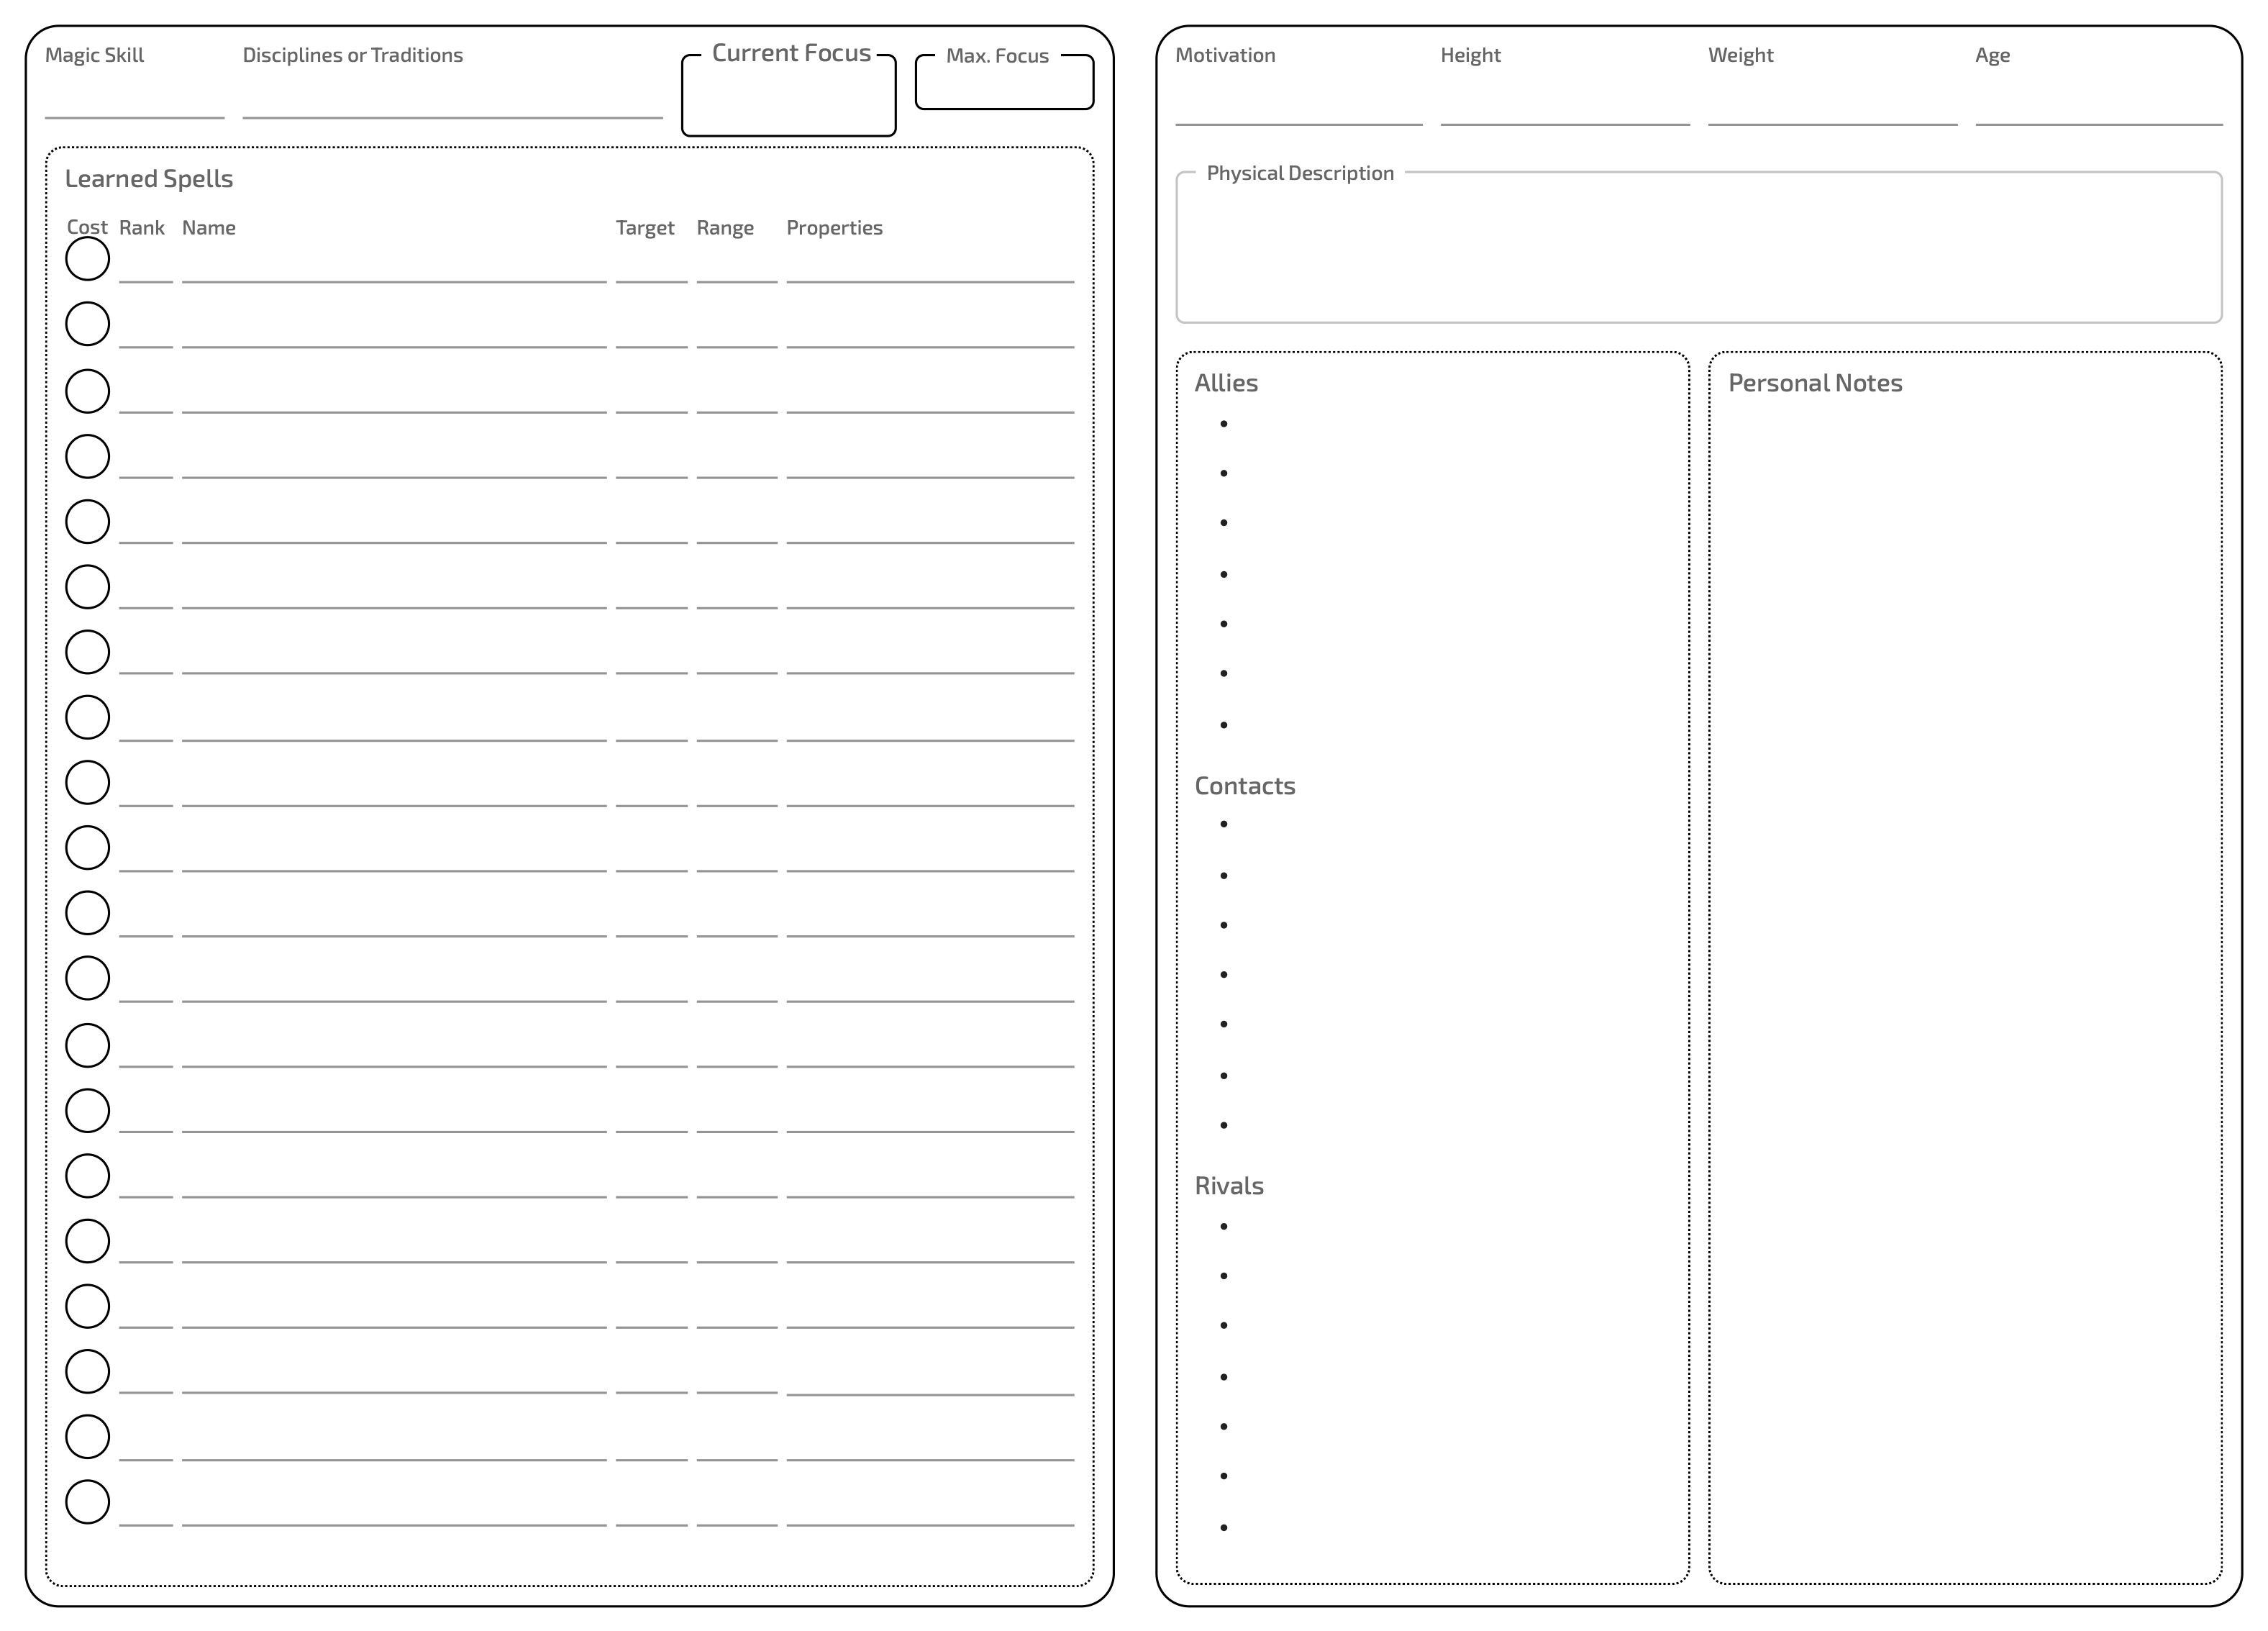 Magic Skill Disciplines or Traditions Current Focus Max. Focus
Learned Spells
Cost Rank Name Target Range Properties
Motivation Height Weight Age
Physical Description
Allies
•
•
•
•
•
•
•
Contacts
•
•
•
•
•
•
•
Rivals
•
•
•
•
•
•
•
Personal Notes